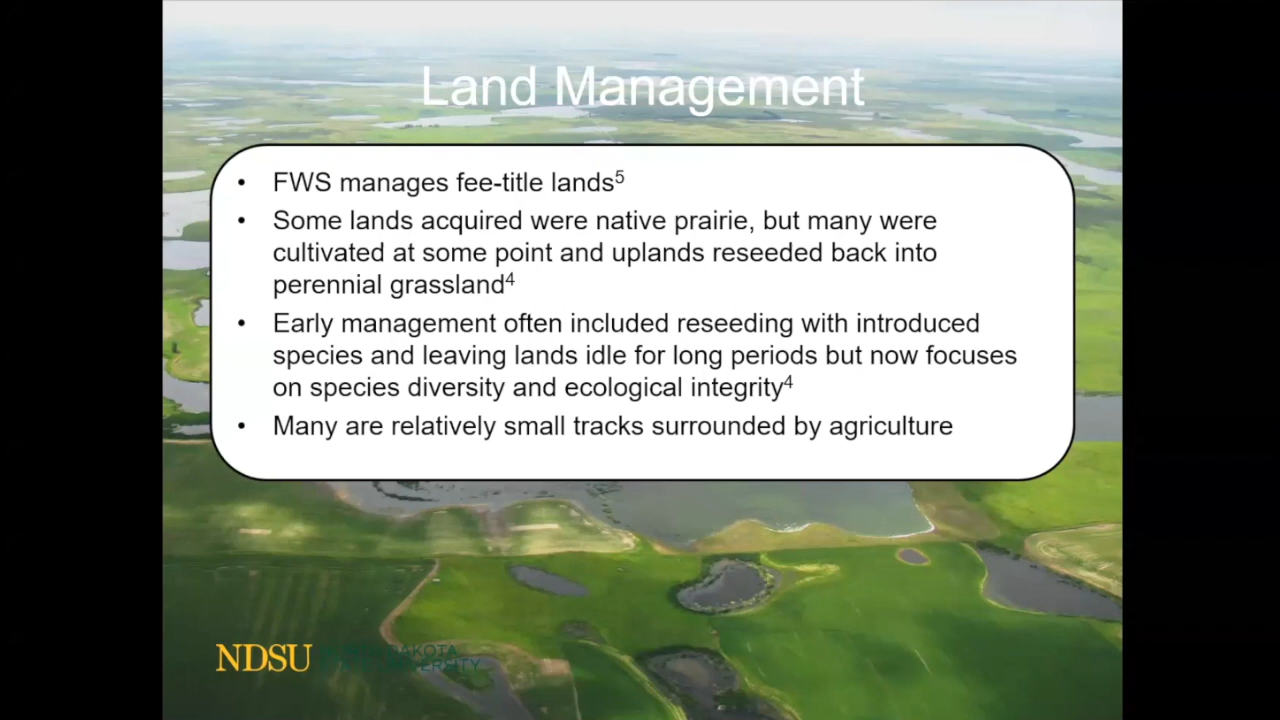 Land Management
• FWS manages fee-title lands⁵
• Some lands acquired were native prairie, but many were
cultivated at some point and uplands reseeded back into
perennial grassland⁴
• Early management often included reseeding with introduced
species and leaving lands idle for long periods but now focuses
on species diversity and ecological integrity⁴
• Many are relatively small tracks surrounded by agriculture
NDSU
DAKOTA
UNIVERSITY